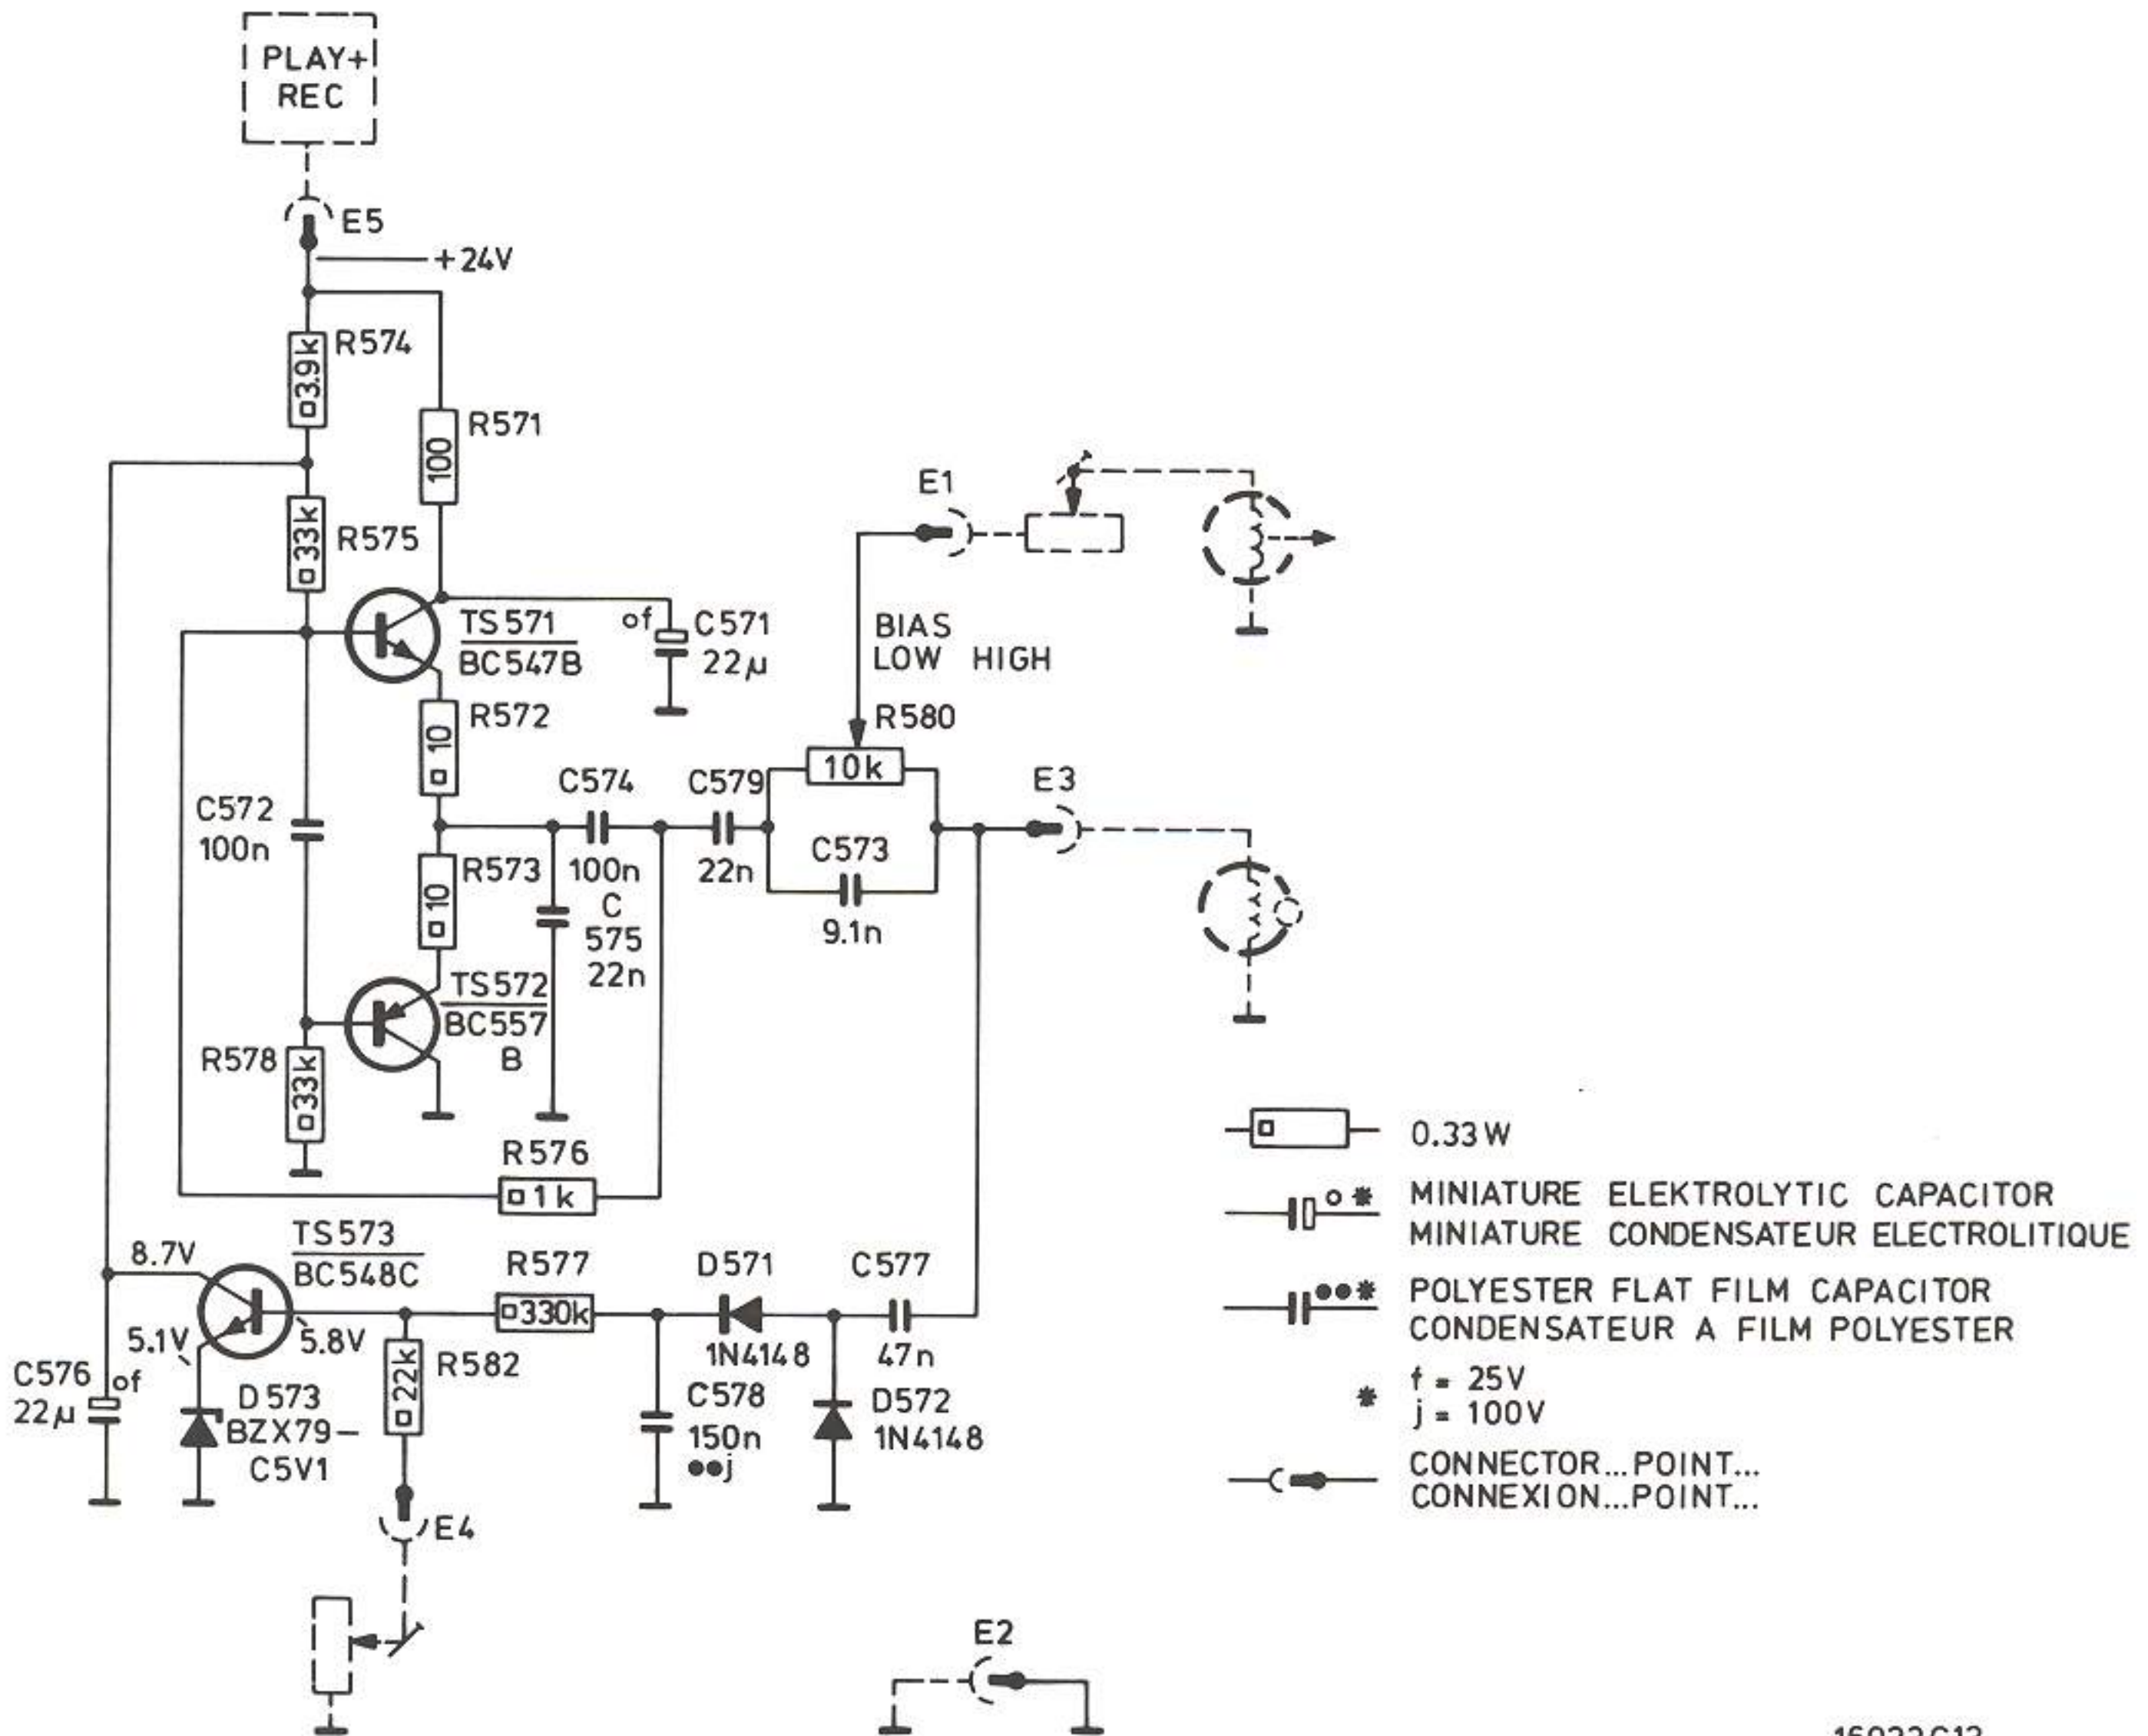 PLAY+
REC
E5
+24V
R574
3.9k
R571
100
R575
33k
E1
TS571
BC547B
of
C571
22µ
BIAS
LOW HIGH
R572
10
R580
10k
C574
C579
E3
C572
100n
R573
10
100n
22n
C573
9.1n
C
575
22n
TS572
BC557
B
R578
33k
R576
1k
0.33W
MINIATURE ELEKTROLYTIC CAPACITOR
MINIATURE CONDENSATEUR ELECTROLITIQUE
TS573
BC548C
8.7V
R577
330k
D571
1N4148
C577
47n
POLYESTER FLAT FILM CAPACITOR
CONDENSATEUR A FILM POLYESTER
5.1V
5.8V
C576
22µ
of
D573
BZX79-
C5V1
R582
22k
C578
150n
j
D572
1N4148
* f = 25V
j = 100V
CONNECTOR...POINT...
CONNEXION...POINT...
E4
E2